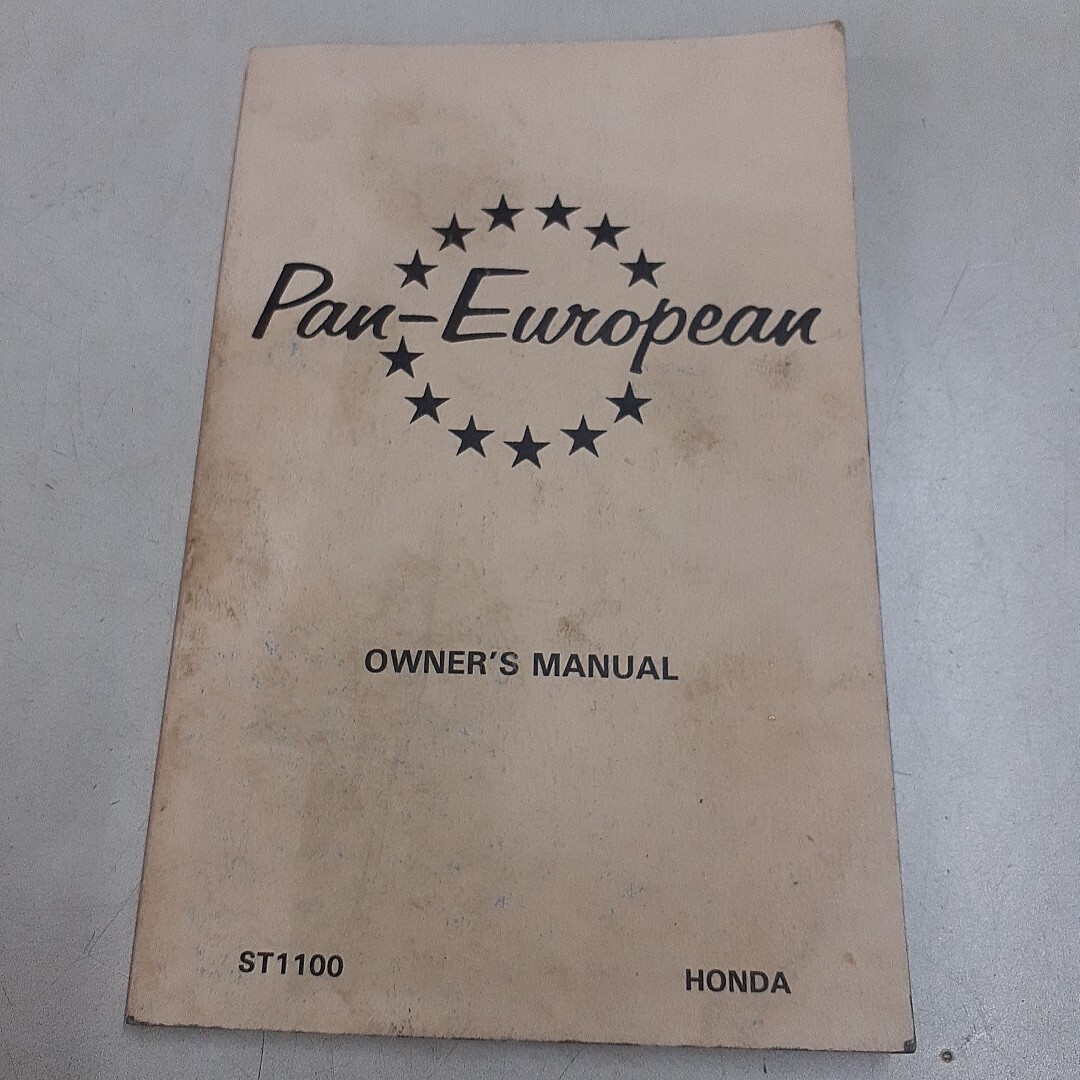 Pan-European
OWNER'S MANUAL
ST1100
HONDA